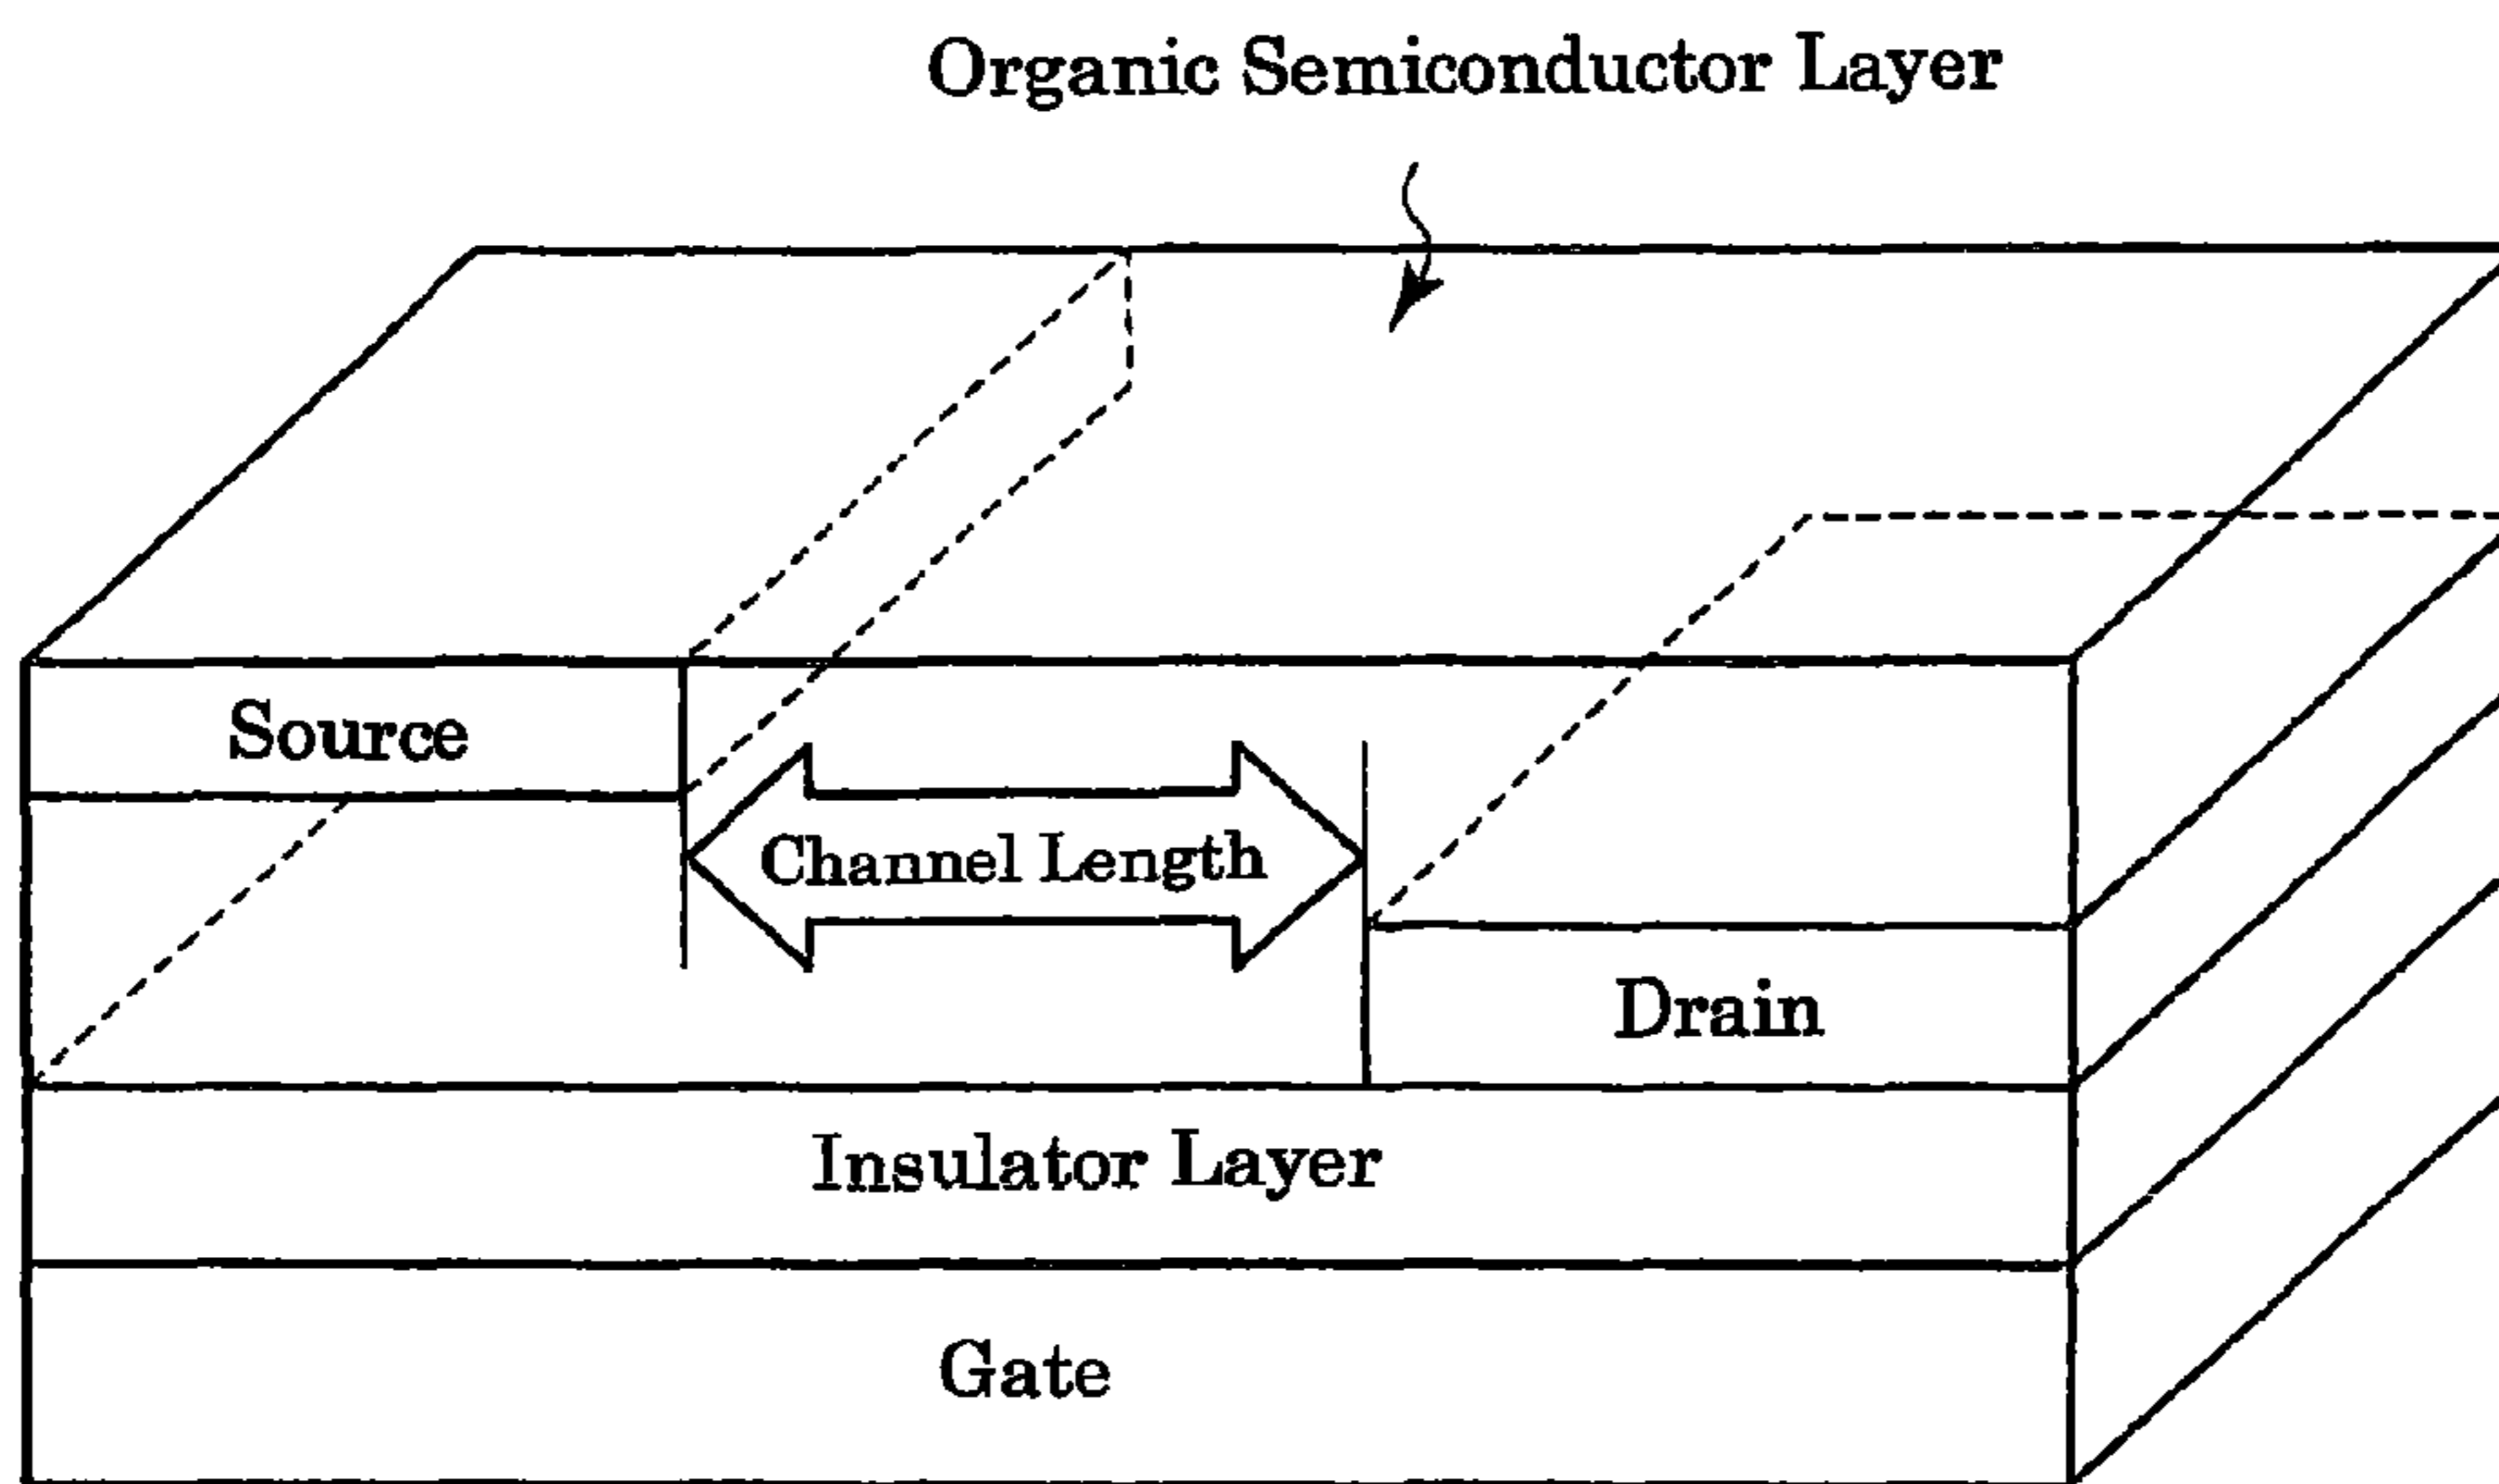 Organic Semiconductor Layer
Source
Channel Length
Drain
Insulator Layer
Gate